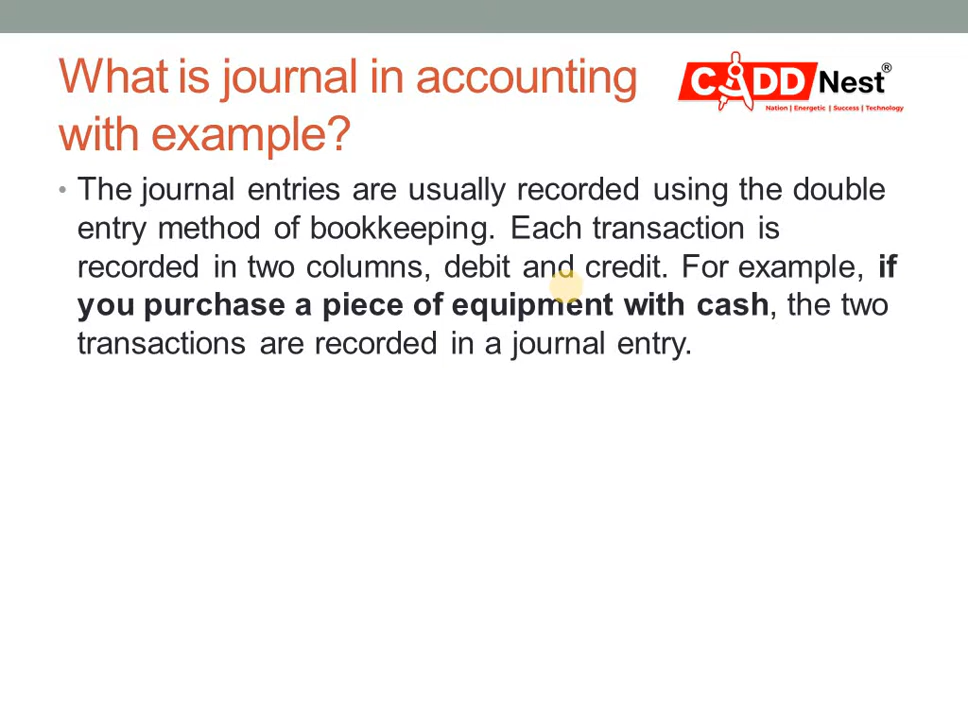 What is journal in accounting
with example?
CADD Nest®
Nation | Energetic | Success | Technology
• The journal entries are usually recorded using the double
entry method of bookkeeping. Each transaction is
recorded in two columns, debit and credit. For example, if
you purchase a piece of equipment with cash, the two
transactions are recorded in a journal entry.